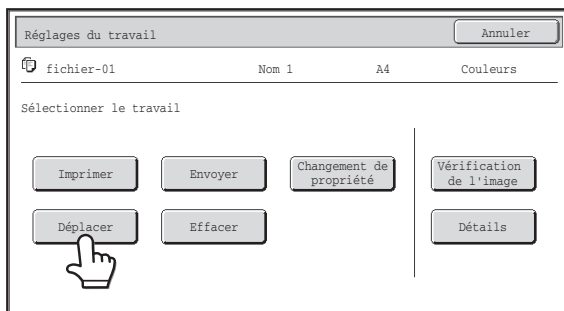 Réglages du travail Annuler
fichier-01 Nom 1 A4 Couleurs
Sélectionner le travail
Imprimer Envoyer Changement de propriété Vérification de l'image
Déplacer Effacer Détails